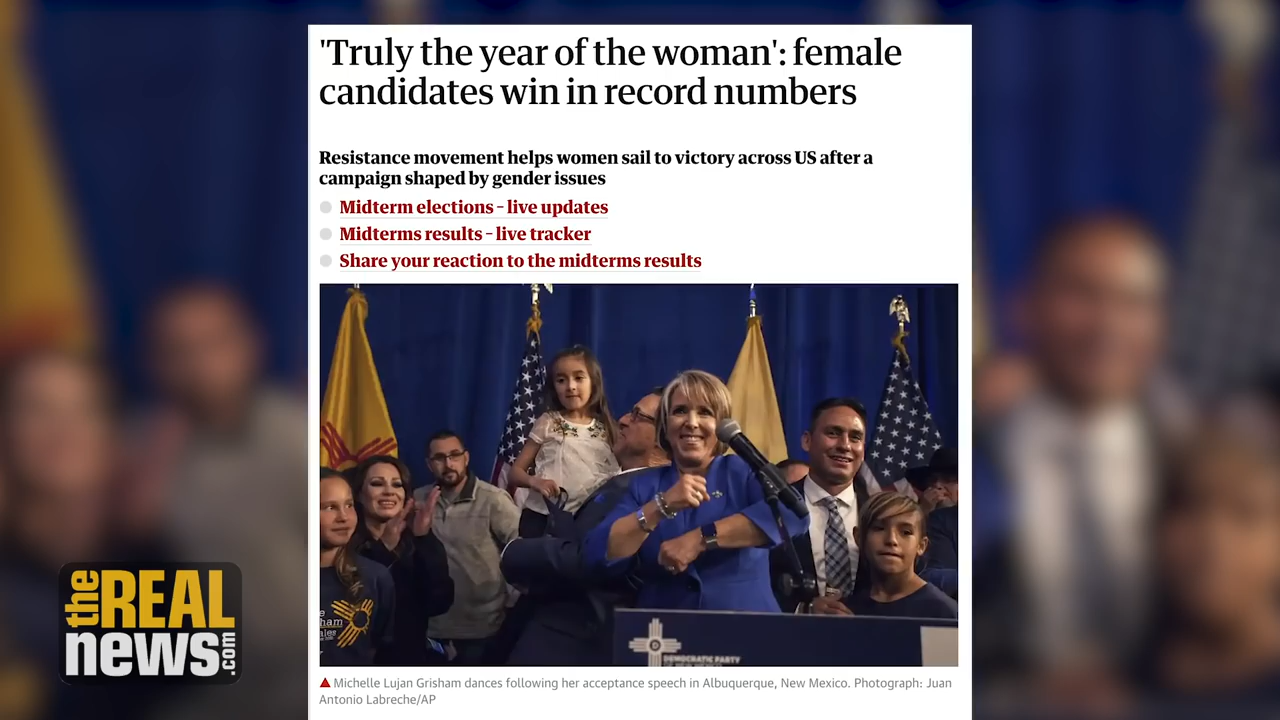 'Truly the year of the woman': female
candidates win in record numbers
Resistance movement helps women sail to victory across US after a
campaign shaped by gender issues
Midterm elections – live updates
Midterms results – live tracker
Share your reaction to the midterms results
DEMOCRATIC PARTY
Michelle Lujan Grisham dances following her acceptance speech in Albuquerque, New Mexico. Photograph: Juan
Antonio Labreche/AP
the REAL
news.com